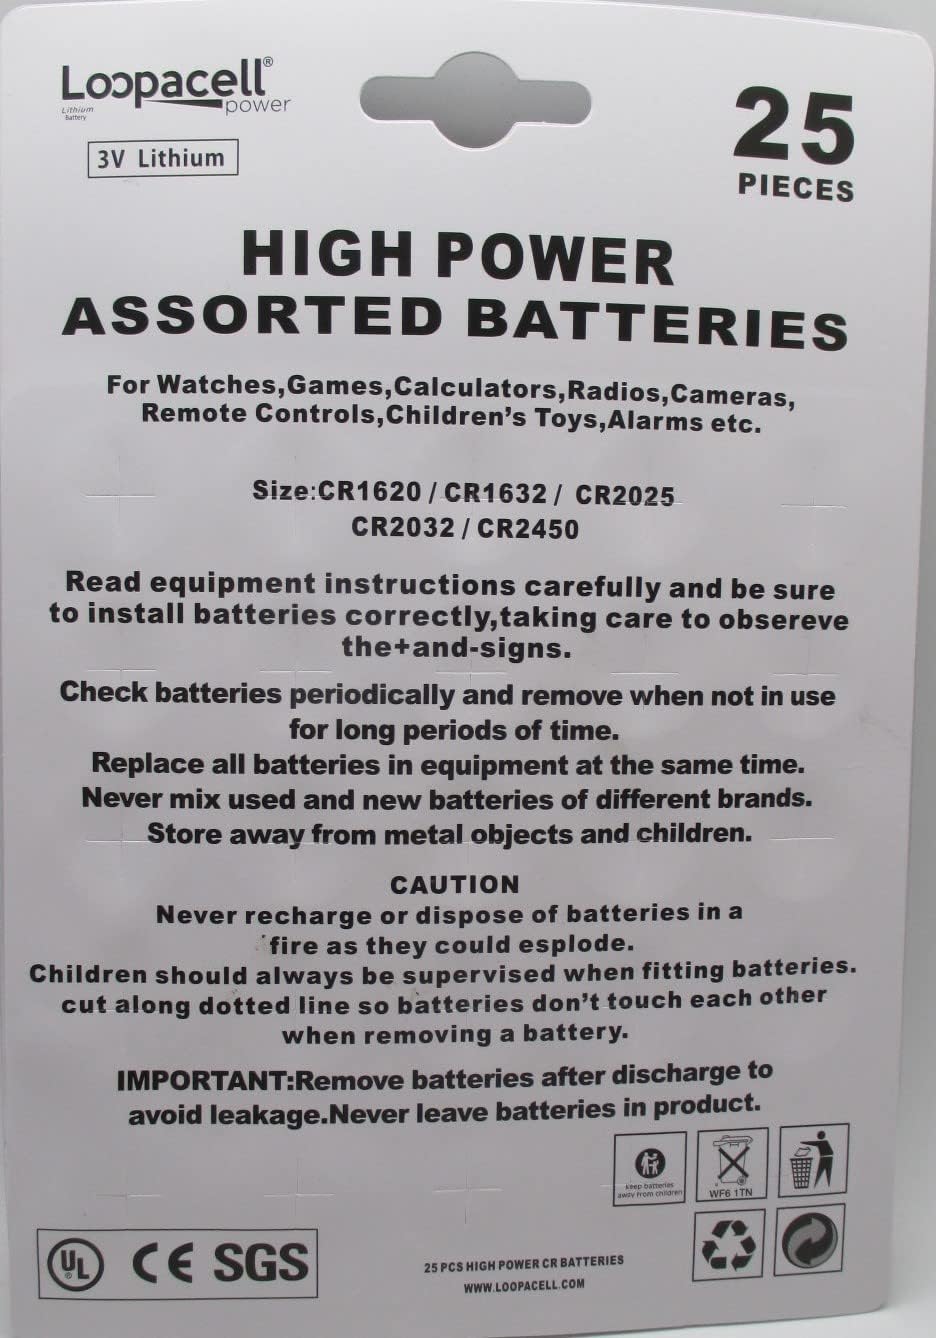 Loopacell®
power
Lithium
Battery
3V Lithium
25
PIECES
HIGH POWER
ASSORTED BATTERIES
For Watches,Games,Calculators,Radios,Cameras,
Remote Controls,Children's Toys,Alarms etc.
Size:CR1620 / CR1632 / CR2025
CR2032 / CR2450
Read equipment instructions carefully and be sure
to install batteries correctly,taking care to obsereve
the+and-signs.
Check batteries periodically and remove when not in use
for long periods of time.
Replace all batteries in equipment at the same time.
Never mix used and new batteries of different brands.
Store away from metal objects and children.
CAUTION
Never recharge or dispose of batteries in a
fire as they could esplode.
Children should always be supervised when fitting batteries.
cut along dotted line so batteries don't touch each other
when removing a battery.
IMPORTANT:Remove batteries after discharge to
avoid leakage.Never leave batteries in product.
keep batteries
away from children
WF6 1TN
UL® CE SGS
25 PCS HIGH POWER CR BATTERIES
WWW.LOOPACELL.COM